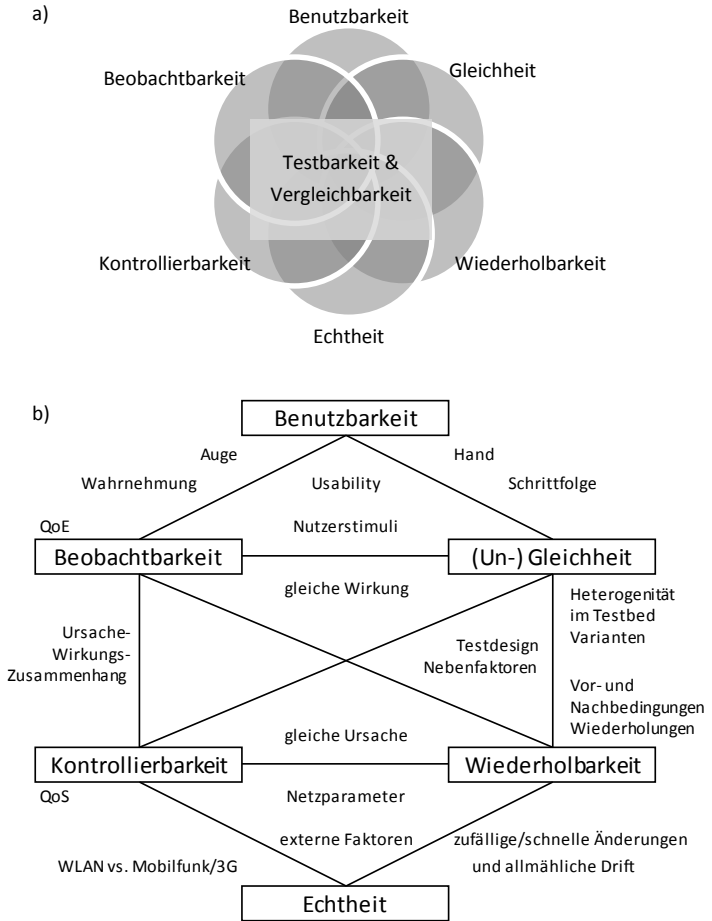 a)
Benutzbarkeit
Beobachtbarkeit
Gleichheit
Testbarkeit &
Vergleichbarkeit
Kontrollierbarkeit
Wiederholbarkeit
Echtheit
b)
Benutzbarkeit
Auge
Hand
Wahrnehmung
Usability
Schrittfolge
QoE
Nutzerstimuli
Beobachtbarkeit
(Un-) Gleichheit
gleiche Wirkung
Heterogenität
im Testbed
Varianten
Ursache-
Wirkungs-
Zusammenhang
Testdesign
Nebenfaktoren
Vor- und
Nachbedingungen
Wiederholungen
gleiche Ursache
Kontrollierbarkeit
Wiederholbarkeit
QoS
Netzparameter
externe Faktoren
zufällige/schnelle Änderungen
und allmähliche Drift
WLAN vs. Mobilfunk/3G
Echtheit